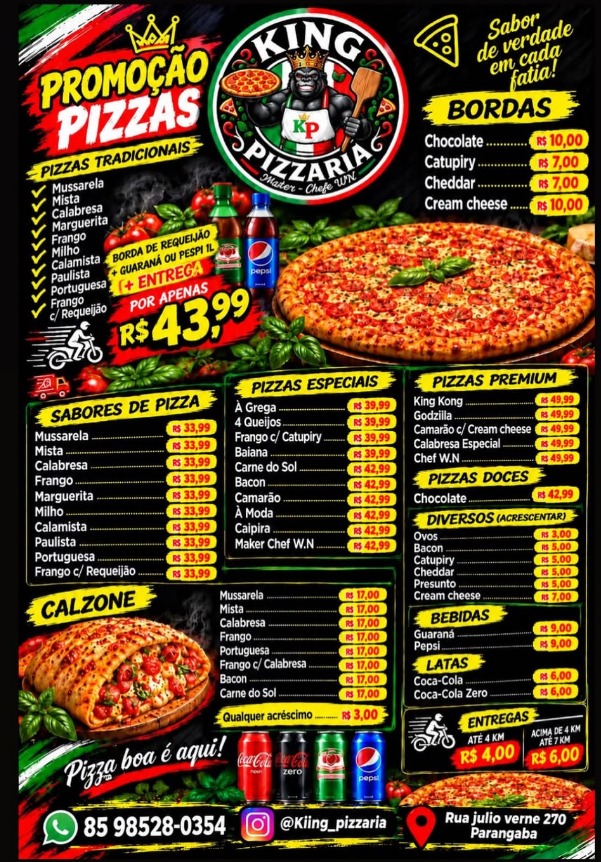 PROMOÇÃO
PIZZAS
PIZZAS TRADICIONAIS
Mussarela
Mista
Calabresa
Marguerita
Frango
Milho
Calamista
Paulista
Portuguesa
Frango
c/ Requeijão
BORDA DE REQUEIJÃO
+ GUARANÁ OU PESPI 1L
(+ ENTREGA
POR APENAS
R$ 43,99
KING
KP
PIZZARIA
Master - Chefe W.N
pepsi
Sabor
de verdade
em cada
fatia!
BORDAS
Chocolate ........... R$ 10,00
Catupiry ........... R$ 7,00
Cheddar ........... R$ 7,00
Cream cheese ..... R$ 10,00
SABORES DE PIZZA
Mussarela R$ 33,99
Mista R$ 33,99
Calabresa R$ 33,99
Frango R$ 33,99
Marguerita R$ 33,99
Milho R$ 33,99
Calamista R$ 33,99
Paulista R$ 33,99
Portuguesa R$ 33,99
Frango c/ Requeijão R$ 33,99
PIZZAS ESPECIAIS
À Grega R$ 39,99
4 Queijos R$ 39,99
Frango c/ Catupiry R$ 39,99
Baiana R$ 39,99
Carne do Sol R$ 42,99
Bacon R$ 42,99
Camarão R$ 42,99
À Moda R$ 42,99
Caipira R$ 42,99
Maker Chef W.N R$ 42,99
PIZZAS PREMIUM
King Kong R$ 49,99
Godzilla R$ 49,99
Camarão c/ Cream cheese R$ 49,99
Calabresa Especial R$ 49,99
Chef W.N R$ 49,99
PIZZAS DOCES
Chocolate R$ 42,99
DIVERSOS (ACRESCENTAR)
Ovos R$ 3,00
Bacon R$ 5,00
Catupiry R$ 5,00
Cheddar R$ 5,00
Presunto R$ 5,00
Cream cheese R$ 7,00
BEBIDAS
Guaraná R$ 9,00
Pepsi R$ 9,00
LATAS
Coca-Cola R$ 6,00
Coca-Cola Zero R$ 6,00
CALZONE
Mussarela R$ 17,00
Mista R$ 17,00
Calabresa R$ 17,00
Frango R$ 17,00
Portuguesa R$ 17,00
Frango c/ Calabresa R$ 17,00
Bacon R$ 17,00
Carne do Sol R$ 17,00
Qualquer acréscimo R$ 3,00
ENTREGAS
ATÉ 4 KM
R$ 4,00
ACIMA DE 4 KM
ATÉ 7 KM
R$ 6,00
Pizza boa é aqui!
Coca-Cola
Coca-Cola
zero
pepsi
85 98528-0354
@Kiing_pizzaria
Rua julio verne 270
Parangaba